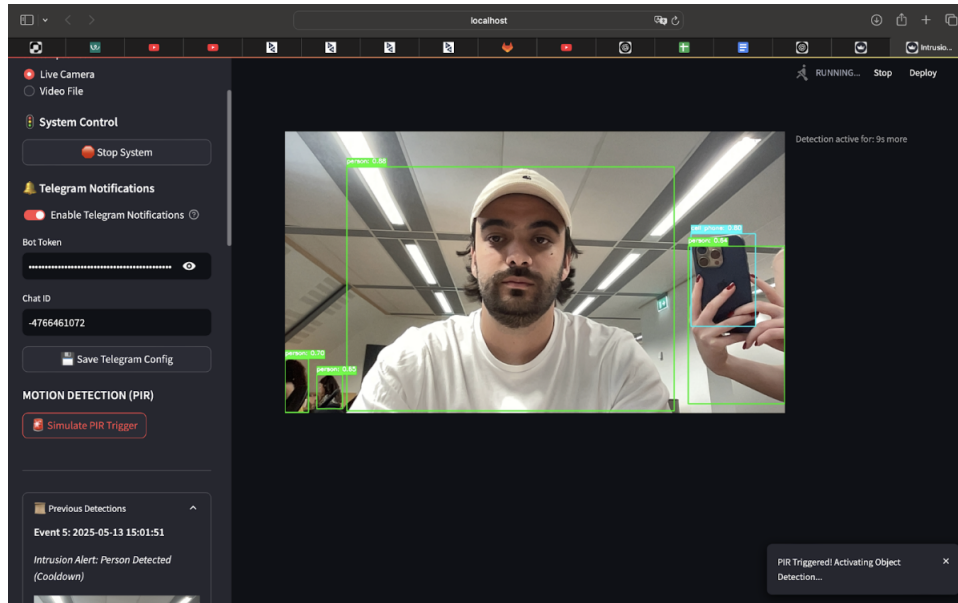 localhost
Intrusio...
Live Camera
Video File
System Control
Stop System
Telegram Notifications
Enable Telegram Notifications
Bot Token
Chat ID
-4766461072
Save Telegram Config
MOTION DETECTION (PIR)
Simulate PIR Trigger
Previous Detections
Event 5: 2025-05-13 15:01:51
Intrusion Alert: Person Detected
(Cooldown)
RUNNING...
Stop
Deploy
Detection active for: 9s more
person: 0.88
cell phone: 0.80
person: 0.84
person: 0.70
person: 0.65
PIR Triggered! Activating Object
Detection...